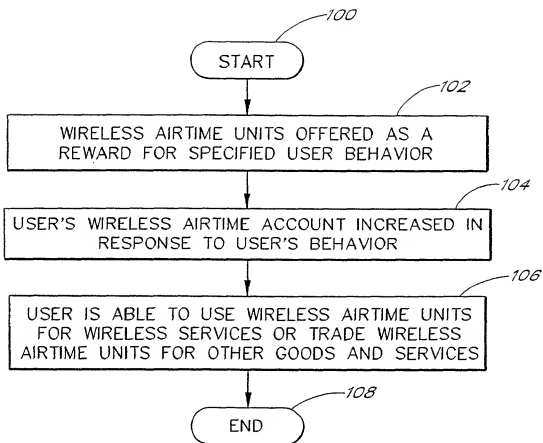 100
START
102
WIRELESS AIRTIME UNITS OFFERED AS A
REWARD FOR SPECIFIED USER BEHAVIOR
104
USER'S WIRELESS AIRTIME ACCOUNT INCREASED IN
RESPONSE TO USER'S BEHAVIOR
106
USER IS ABLE TO USE WIRELESS AIRTIME UNITS
FOR WIRELESS SERVICES OR TRADE WIRELESS
AIRTIME UNITS FOR OTHER GOODS AND SERVICES
108
END